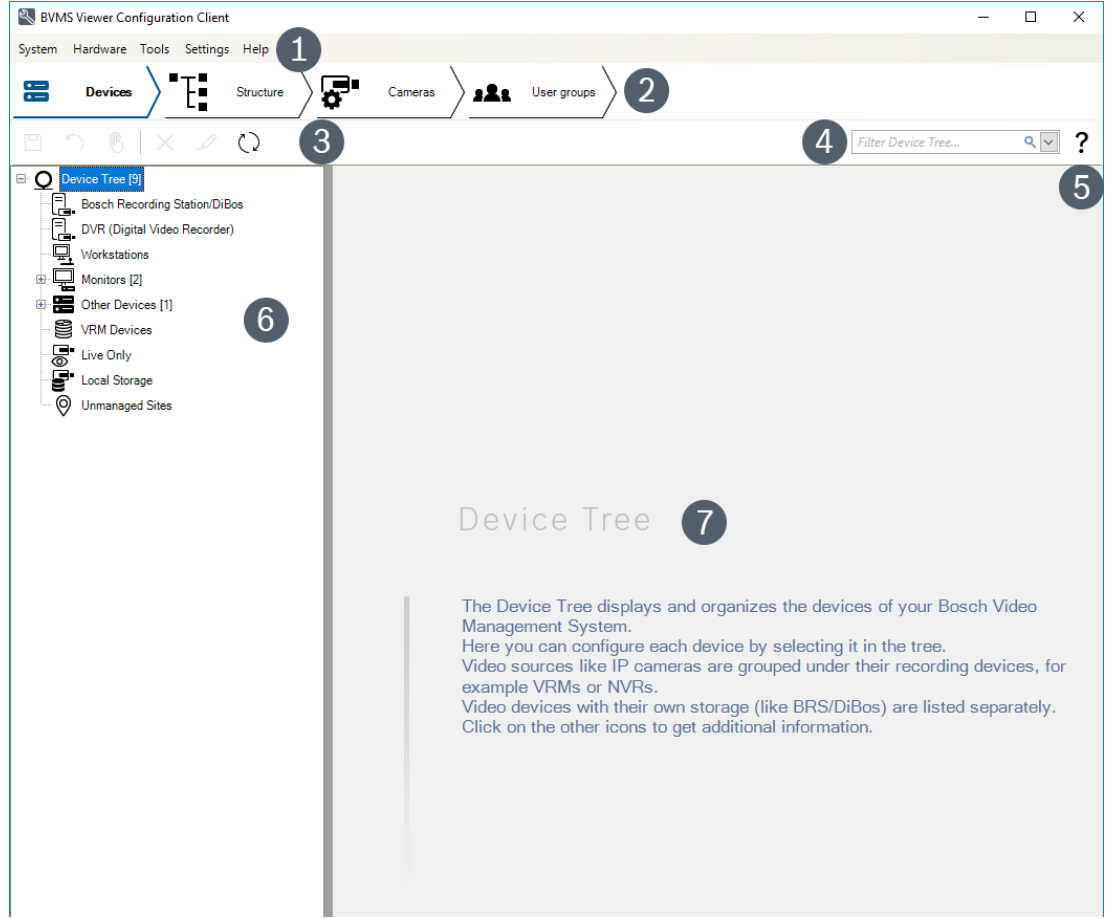 BVMS Viewer Configuration Client
System Hardware Tools Settings Help 1
Devices Structure Cameras User groups 2
3 4 Filter Device Tree... ?
5
Device Tree [9]
Bosch Recording Station/DiBos
DVR (Digital Video Recorder)
Workstations
Monitors [2]
Other Devices [1]
6
VRM Devices
Live Only
Local Storage
Unmanaged Sites
Device Tree 7
The Device Tree displays and organizes the devices of your Bosch Video
Management System.
Here you can configure each device by selecting it in the tree.
Video sources like IP cameras are grouped under their recording devices, for
example VRMs or NVRs.
Video devices with their own storage (like BRS/DiBos) are listed separately.
Click on the other icons to get additional information.